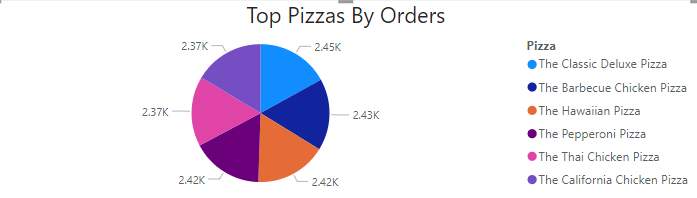 Top Pizzas By Orders
2.37K
2.45K
2.37K
2.43K
2.42K
2.42K
Pizza
The Classic Deluxe Pizza
The Barbecue Chicken Pizza
The Hawaiian Pizza
The Pepperoni Pizza
The Thai Chicken Pizza
The California Chicken Pizza